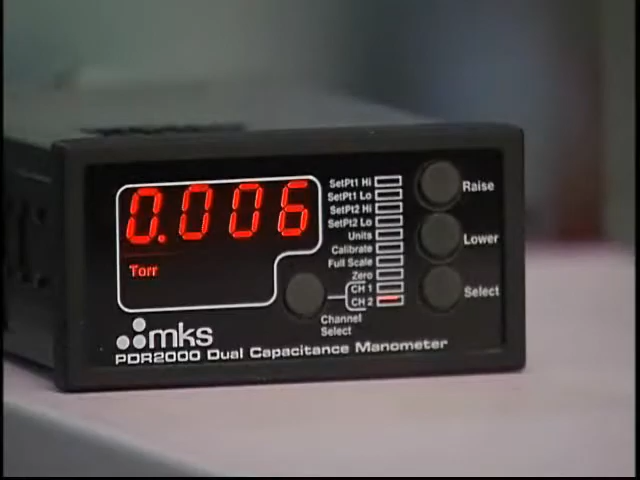 0.006
Torr
SetPt1 Hi
SetPt1 Lo
SetPt2 Hi
SetPt2 Lo
Units
Calibrate
Full Scale
Zero
CH 1
CH 2
Channel
Select
Raise
Lower
Select
mks
PDR2000 Dual Capacitance Manometer